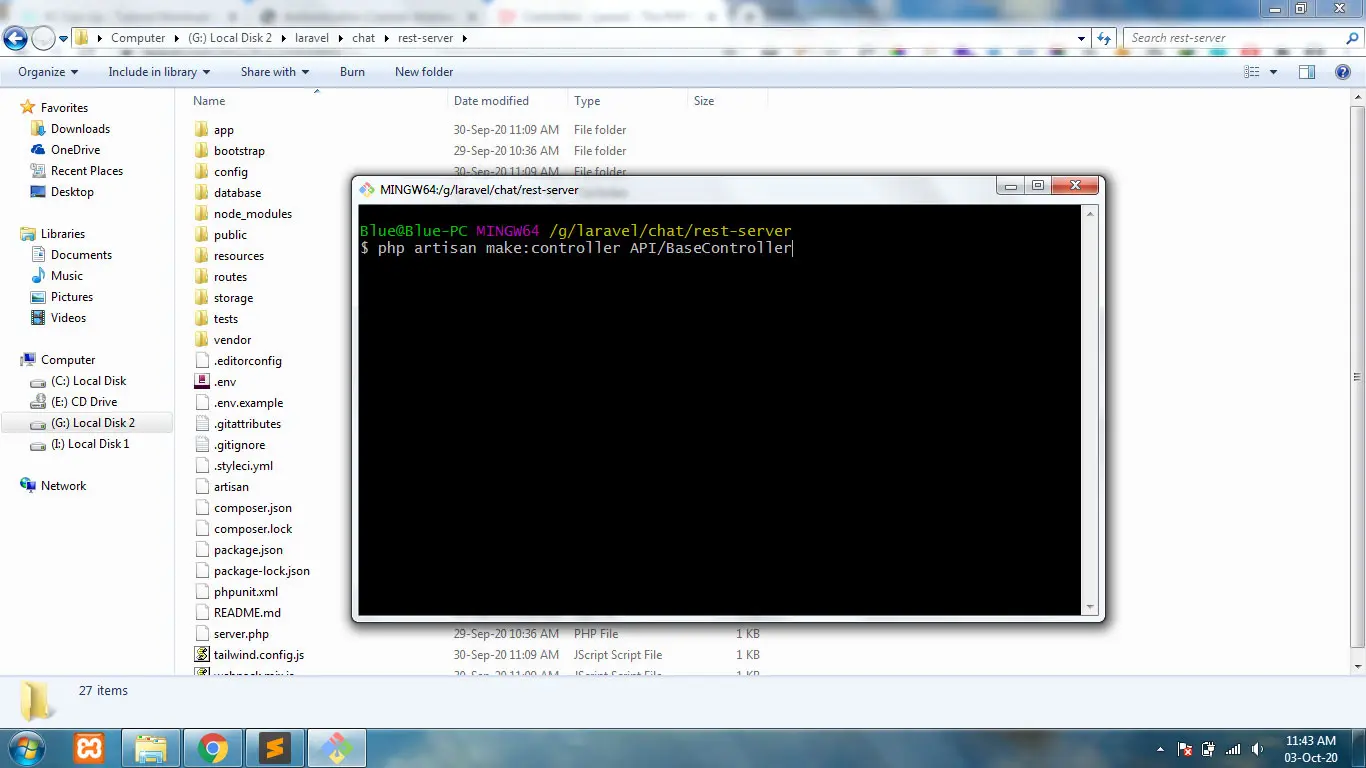 Computer (G:) Local Disk 2 laravel chat rest-server
Search rest-server
Organize Include in library Share with Burn New folder
Name Date modified Type Size
Favorites
Downloads
OneDrive
Recent Places
Desktop
Libraries
Documents
Music
Pictures
Videos
Computer
(C:) Local Disk
(E:) CD Drive
(G:) Local Disk 2
(I:) Local Disk 1
Network
app 30-Sep-20 11:09 AM File folder
bootstrap 29-Sep-20 10:36 AM File folder
config 30-Sep-20 11:09 AM File folder
database
node_modules
public
resources
routes
storage
tests
vendor
.editorconfig
.env
.env.example
.gitattributes
.gitignore
.styleci.yml
artisan
composer.json
composer.lock
package.json
package-lock.json
phpunit.xml
README.md
server.php 29-Sep-20 10:36 AM PHP File 1 KB
tailwind.config.js 30-Sep-20 11:09 AM JScript Script File 1 KB
MINGW64:/g/laravel/chat/rest-server
Blue@Blue-PC MINGW64 /g/laravel/chat/rest-server
$ php artisan make:controller API/BaseController
27 items
11:43 AM
03-Oct-20